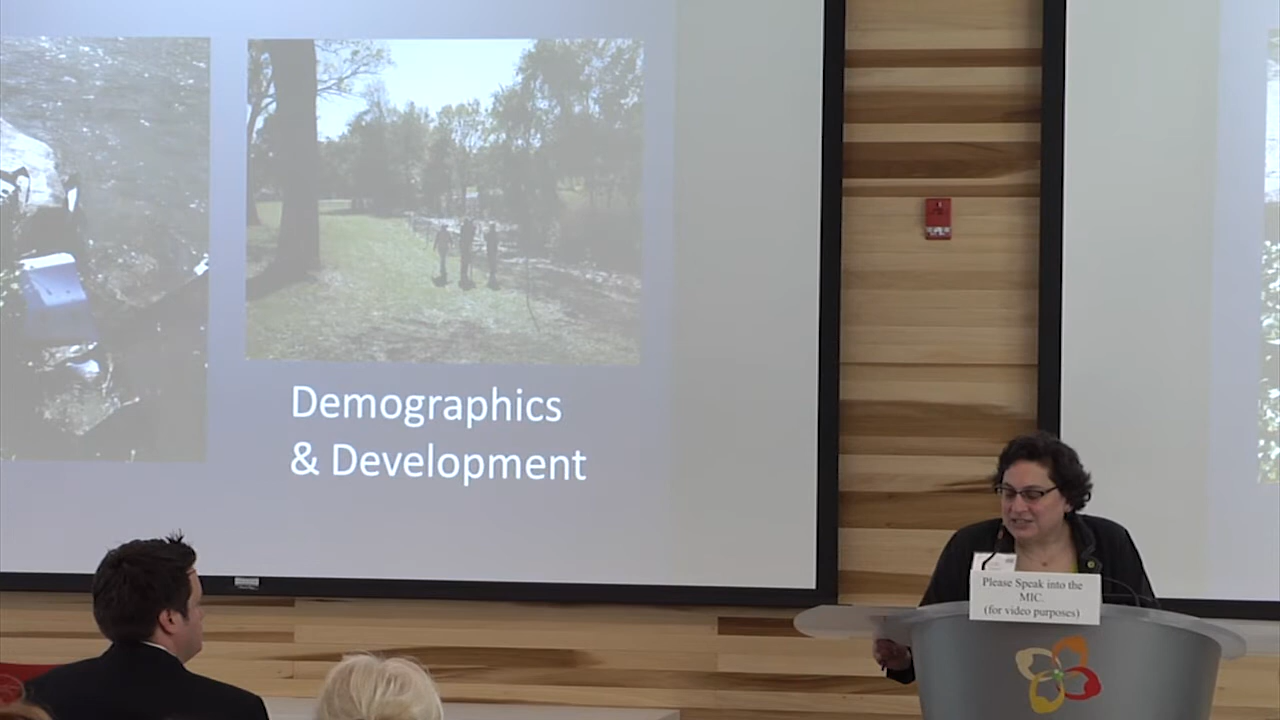 Demographics
& Development
Please Speak into the
MIC.
(for video purposes)